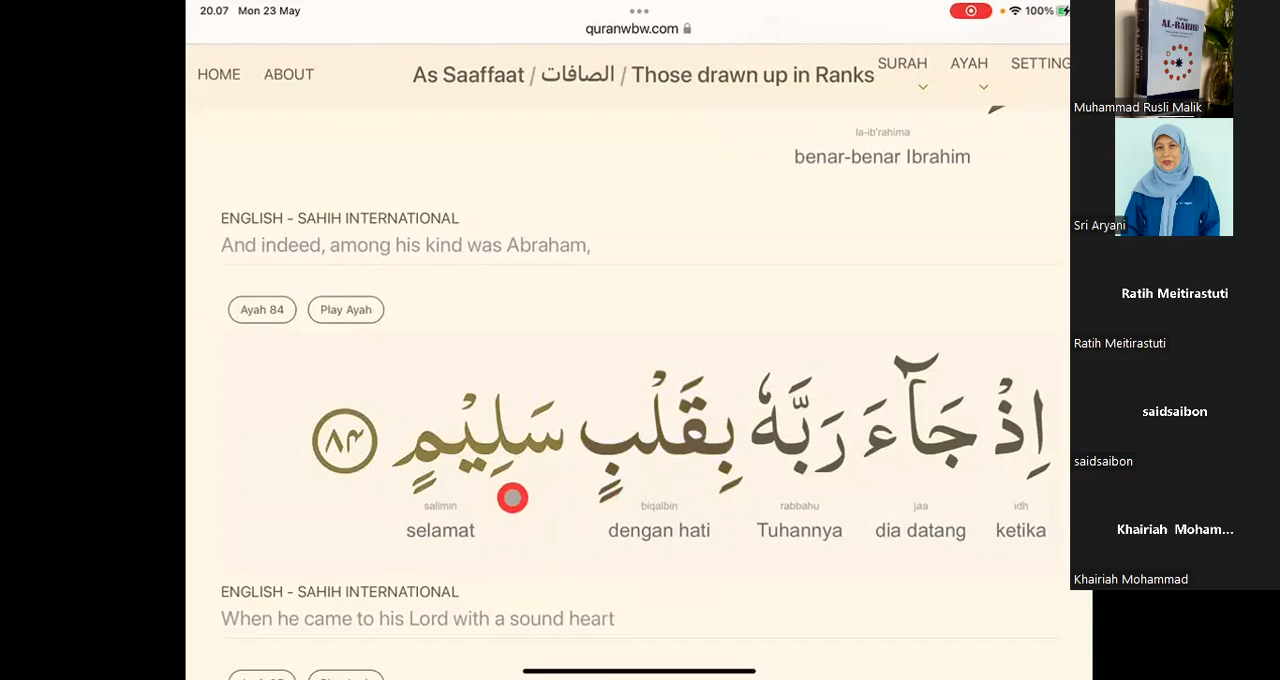 20.07 Mon 23 May
100%
quranwbw.com
HOME ABOUT As Saaffaat / الصافات / Those drawn up in Ranks SURAH AYAH SETTING
la-ib'rahima
benar-benar Ibrahim
ENGLISH - SAHIH INTERNATIONAL
And indeed, among his kind was Abraham,
Ayah 84 Play Ayah
اِذْ جَآءَ رَبَّهٗ بِقَلْبٍ سَلِيْمٍ ٨٤
idh jaa rabbahu biqalbin salimin
ketika dia datang Tuhannya dengan hati selamat
ENGLISH - SAHIH INTERNATIONAL
When he came to his Lord with a sound heart
AL-BARRU
Muhammad Rusli Malik
Sri Aryani
Ratih Meitirastuti
Ratih Meitirastuti
saidsaibon
saidsaibon
Khairiah Moham...
Khairiah Mohammad